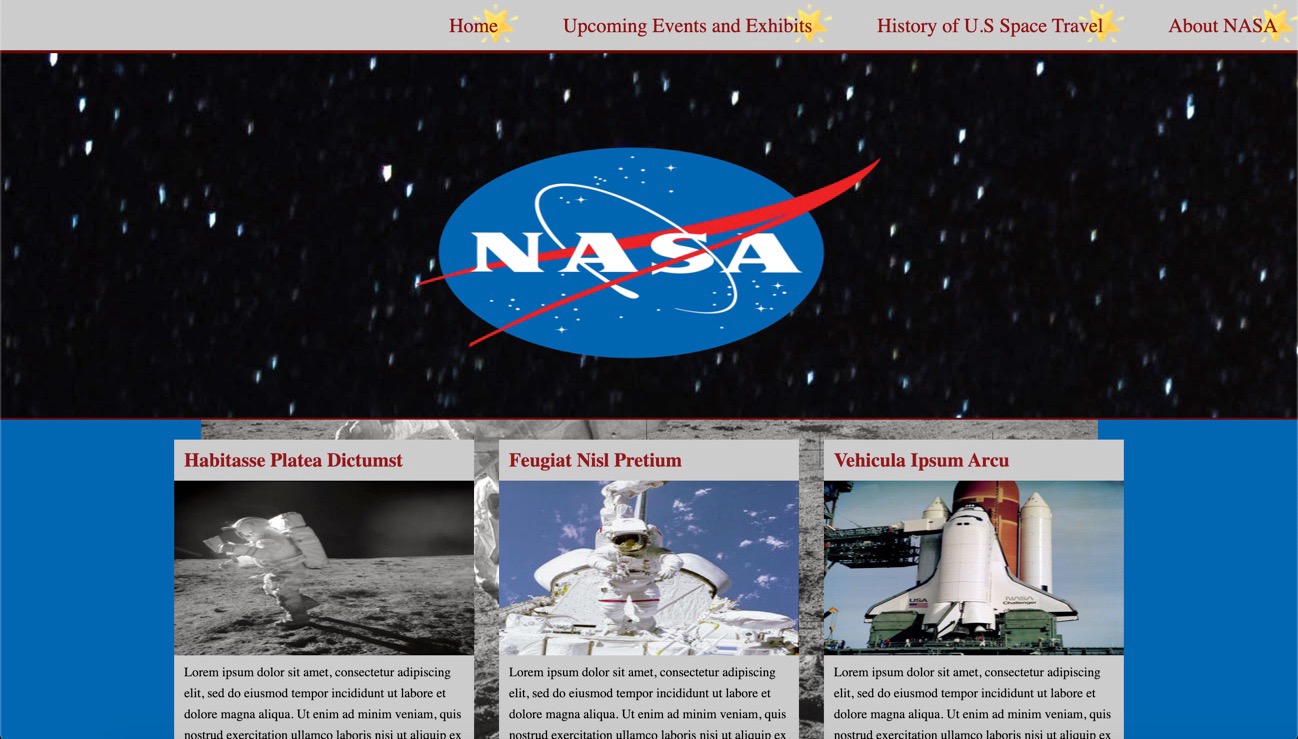 Home Upcoming Events and Exhibits History of U.S Space Travel About NASA
NASA
Habitasse Platea Dictumst
Feugiat Nisl Pretium
Vehicula Ipsum Arcu
USA
NASA
Challenger
Lorem ipsum dolor sit amet, consectetur adipiscing
elit, sed do eiusmod tempor incididunt ut labore et
dolore magna aliqua. Ut enim ad minim veniam, quis
nostrud exercitation ullamco laboris nisi ut aliquip ex
Lorem ipsum dolor sit amet, consectetur adipiscing
elit, sed do eiusmod tempor incididunt ut labore et
dolore magna aliqua. Ut enim ad minim veniam, quis
nostrud exercitation ullamco laboris nisi ut aliquip ex
Lorem ipsum dolor sit amet, consectetur adipiscing
elit, sed do eiusmod tempor incididunt ut labore et
dolore magna aliqua. Ut enim ad minim veniam, quis
nostrud exercitation ullamco laboris nisi ut aliquip ex